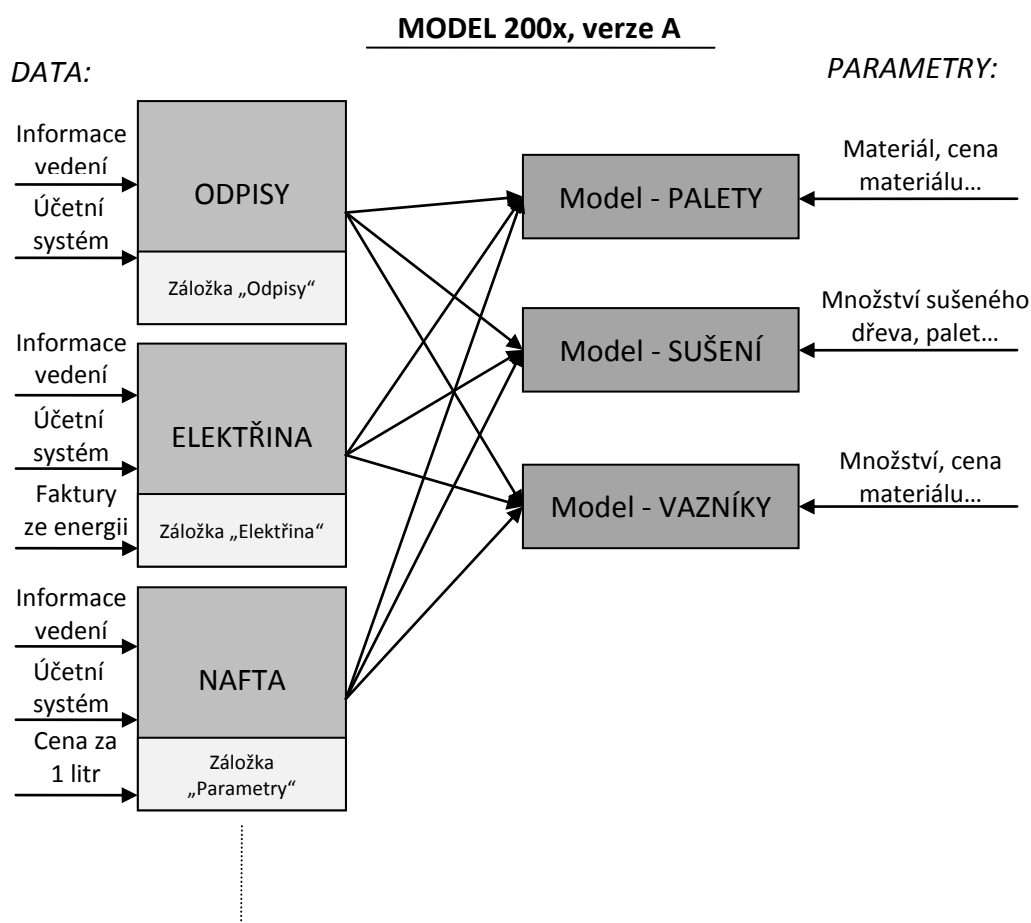 MODEL 200x, verze A
DATA:
PARAMETRY:
Informace
vedení
Účetní
systém
ODPISY
Záložka „Odpisy“
Informace
vedení
Účetní
systém
Faktury
ze energii
ELEKTŘINA
Záložka „Elektřina“
Informace
vedení
Účetní
systém
Cena za
1 litr
NAFTA
Záložka
„Parametry“
Model - PALETY
Materiál, cena
materiálu…
Model - SUŠENÍ
Množství sušeného
dřeva, palet…
Model - VAZNÍKY
Množství, cena
materiálu…